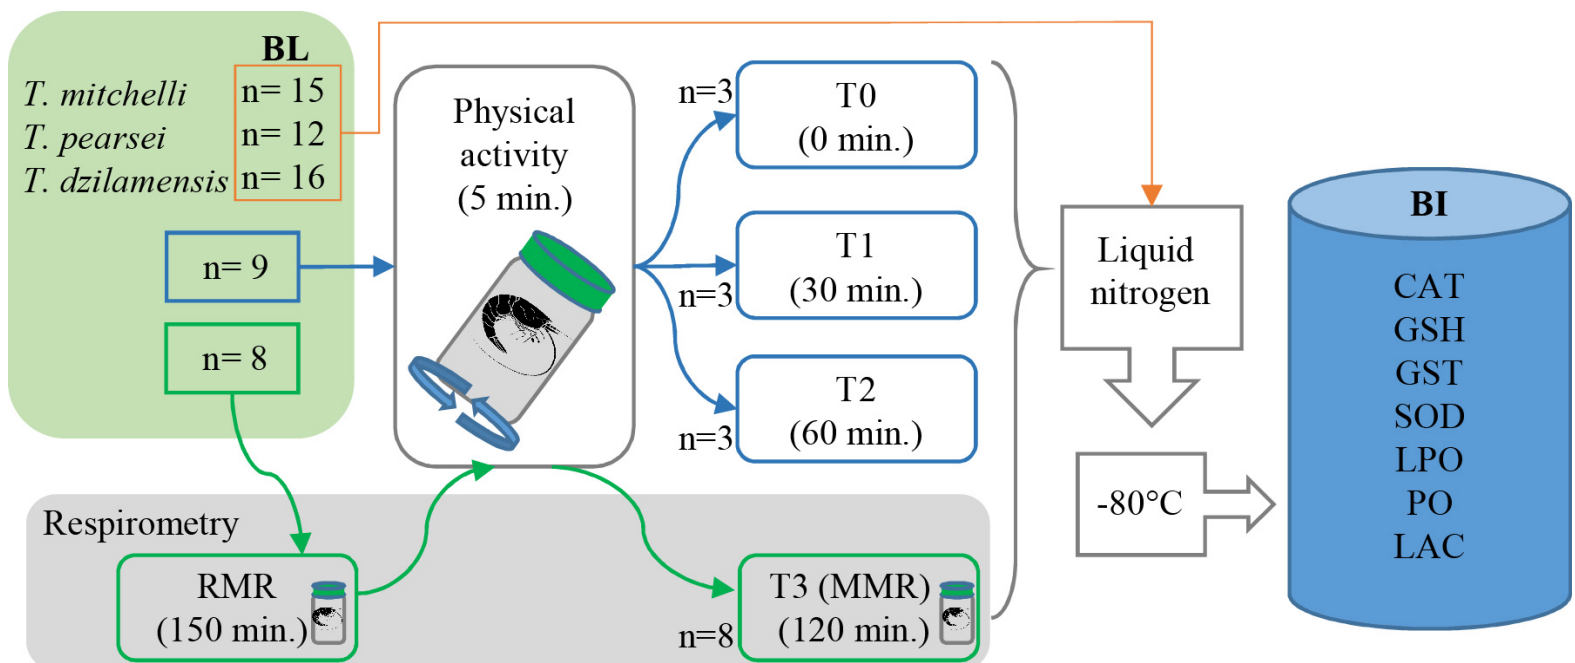 BL
T. mitchelli n= 15
T. pearsei n= 12
T. dzilamensis n= 16
n= 9
n= 8
Physical
activity
(5 min.)
n=3
T0
(0 min.)
T1
(30 min.)
n=3
T2
(60 min.)
n=3
Respirometry
RMR
(150 min.)
T3 (MMR)
(120 min.)
n=8
Liquid
nitrogen
-80°C
BI
CAT
GSH
GST
SOD
LPO
PO
LAC